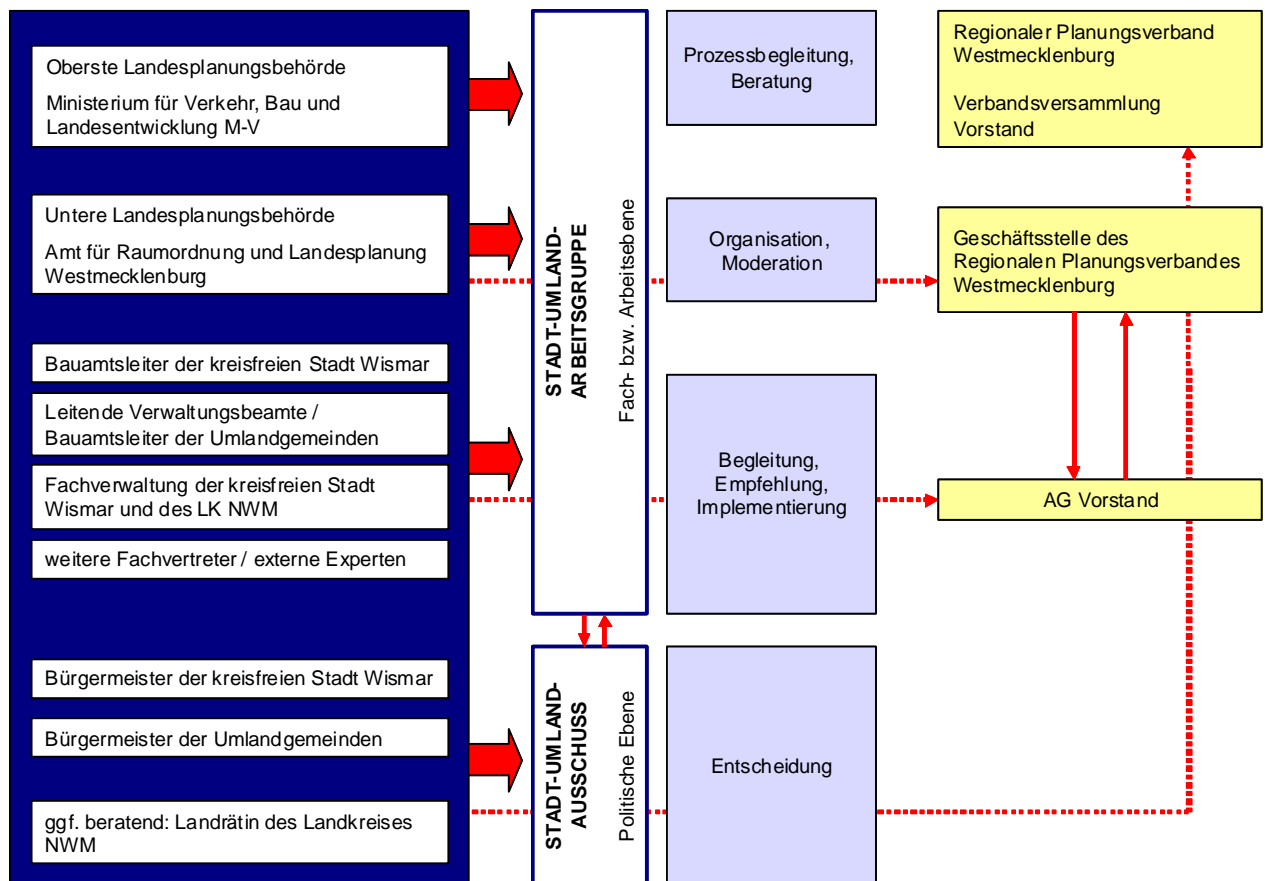 Oberste Landesplanungsbehörde
Ministerium für Verkehr, Bau und
Landesentwicklung M-V
Untere Landesplanungsbehörde
Amt für Raumordnung und Landesplanung
Westmecklenburg
Bauamtsleiter der kreisfreien Stadt Wismar
Leitende Verwaltungsbeamte /
Bauamtsleiter der Umlandgemeinden
Fachverwaltung der kreisfreien Stadt
Wismar und des LK NWM
weitere Fachvertreter / externe Experten
Bürgermeister der kreisfreien Stadt Wismar
Bürgermeister der Umlandgemeinden
ggf. beratend: Landrätin des Landkreises
NWM
STADT-UMLAND-
ARBEITSGRUPPE
Fach- bzw. Arbeitsebene
STADT-UMLAND-
AUSSCHUSS
Politische Ebene
Prozessbegleitung,
Beratung
Organisation,
Moderation
Begleitung,
Empfehlung,
Implementierung
Entscheidung
Regionaler Planungsverband
Westmecklenburg
Verbandsversammlung
Vorstand
Geschäftsstelle des
Regionalen Planungsverbandes
Westmecklenburg
AG Vorstand